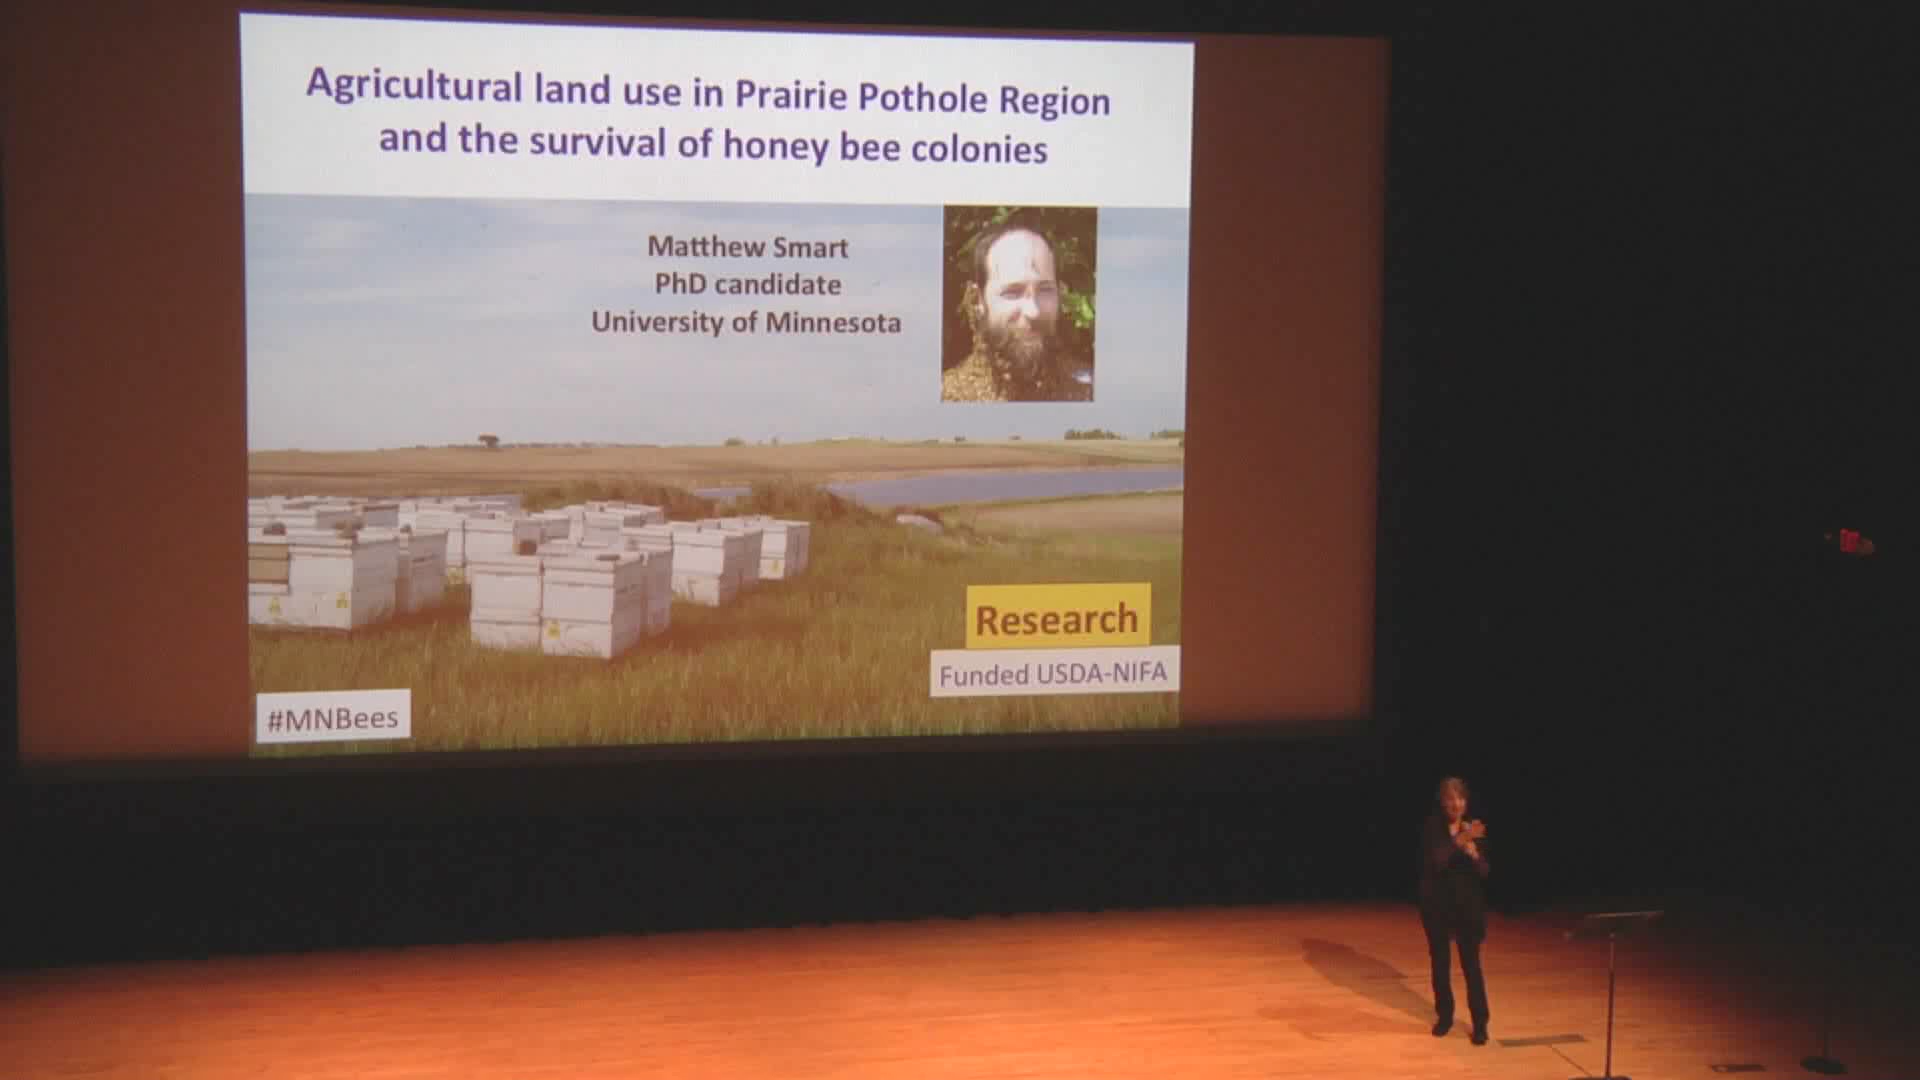 Agricultural land use in Prairie Pothole Region
and the survival of honey bee colonies
Matthew Smart
PhD candidate
University of Minnesota
Research
Funded USDA-NIFA
#MNBees
EXIT